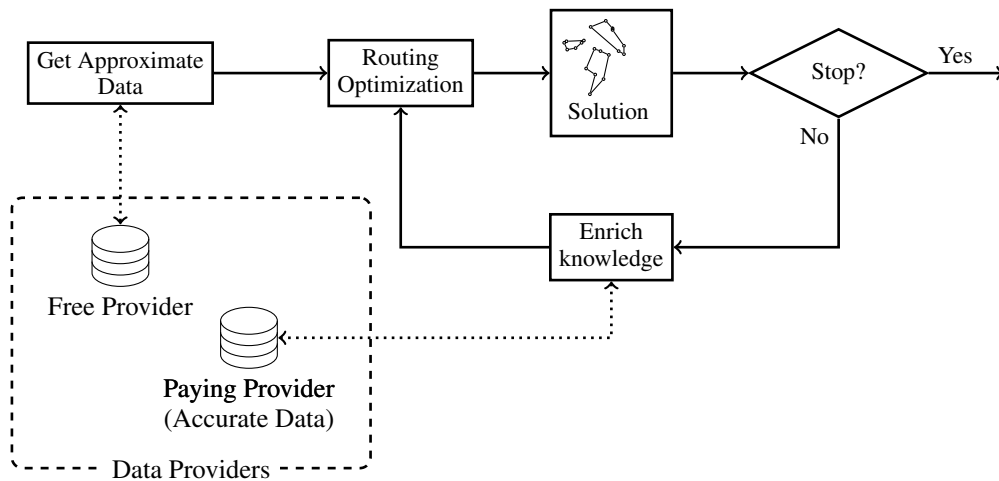 Get Approximate
Data
Routing
Optimization
Solution
Stop?
Yes
No
Enrich
knowledge
Free Provider
Paying Provider
(Accurate Data)
Data Providers